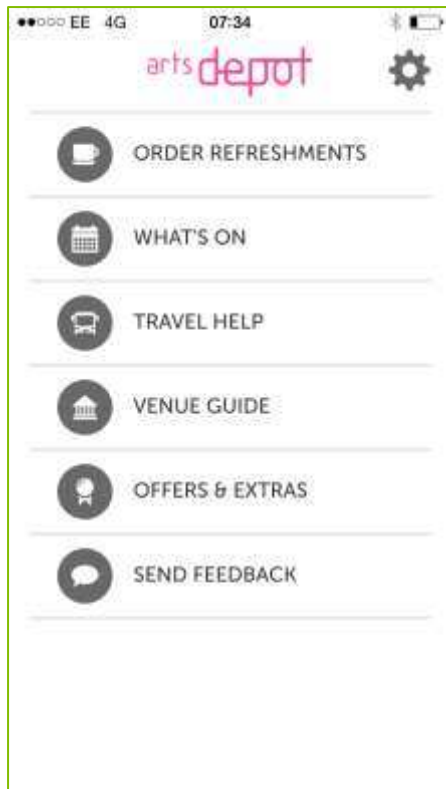 EE 4G 07:34
arts depot
ORDER REFRESHMENTS
WHAT'S ON
TRAVEL HELP
VENUE GUIDE
OFFERS & EXTRAS
SEND FEEDBACK